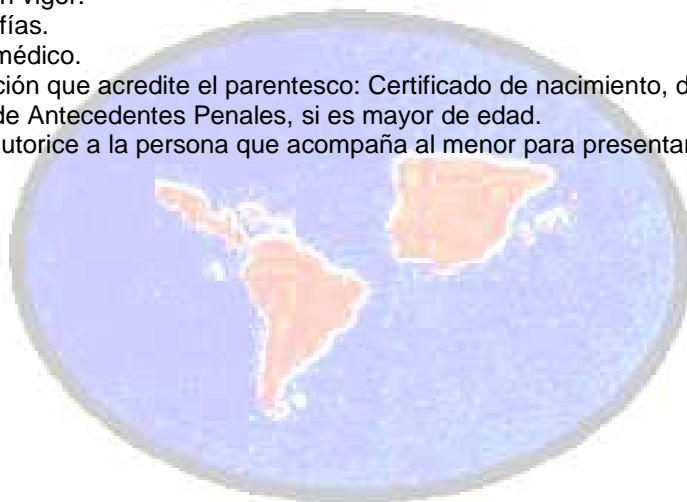 n vigor.
fías.
médico.
ción que acredite el parentesco: Certificado de nacimiento, d
de Antecedentes Penales, si es mayor de edad.
utorice a la persona que acompaña al menor para presentar